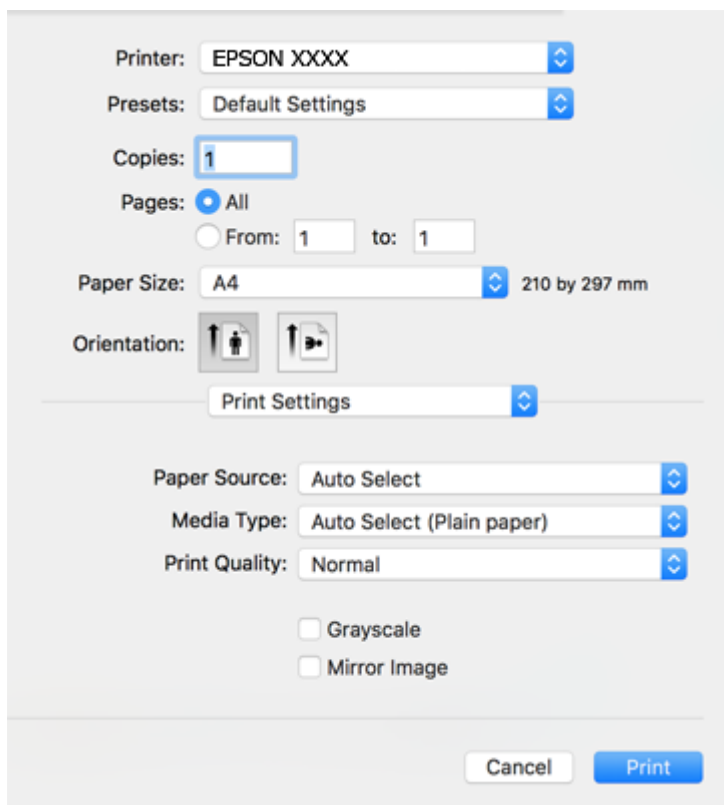 Printer: EPSON XXXX
Presets: Default Settings
Copies: 1
Pages: All
From: 1 to: 1
Paper Size: A4 210 by 297 mm
Orientation:
Print Settings
Paper Source: Auto Select
Media Type: Auto Select (Plain paper)
Print Quality: Normal
Grayscale
Mirror Image
Cancel Print